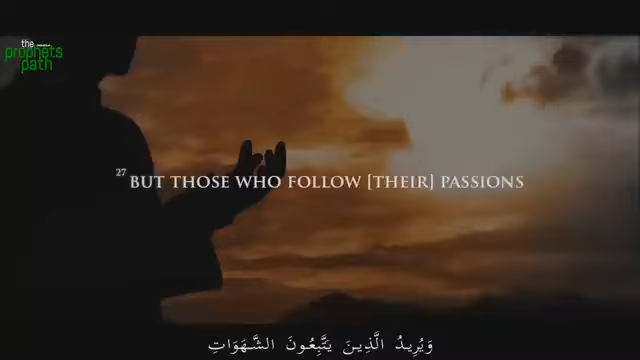 the
prophets
path
27 BUT THOSE WHO FOLLOW [THEIR] PASSIONS
وَيُرِيدُ الَّذِينَ يَتَّبِعُونَ الشَّهَوَاتِ